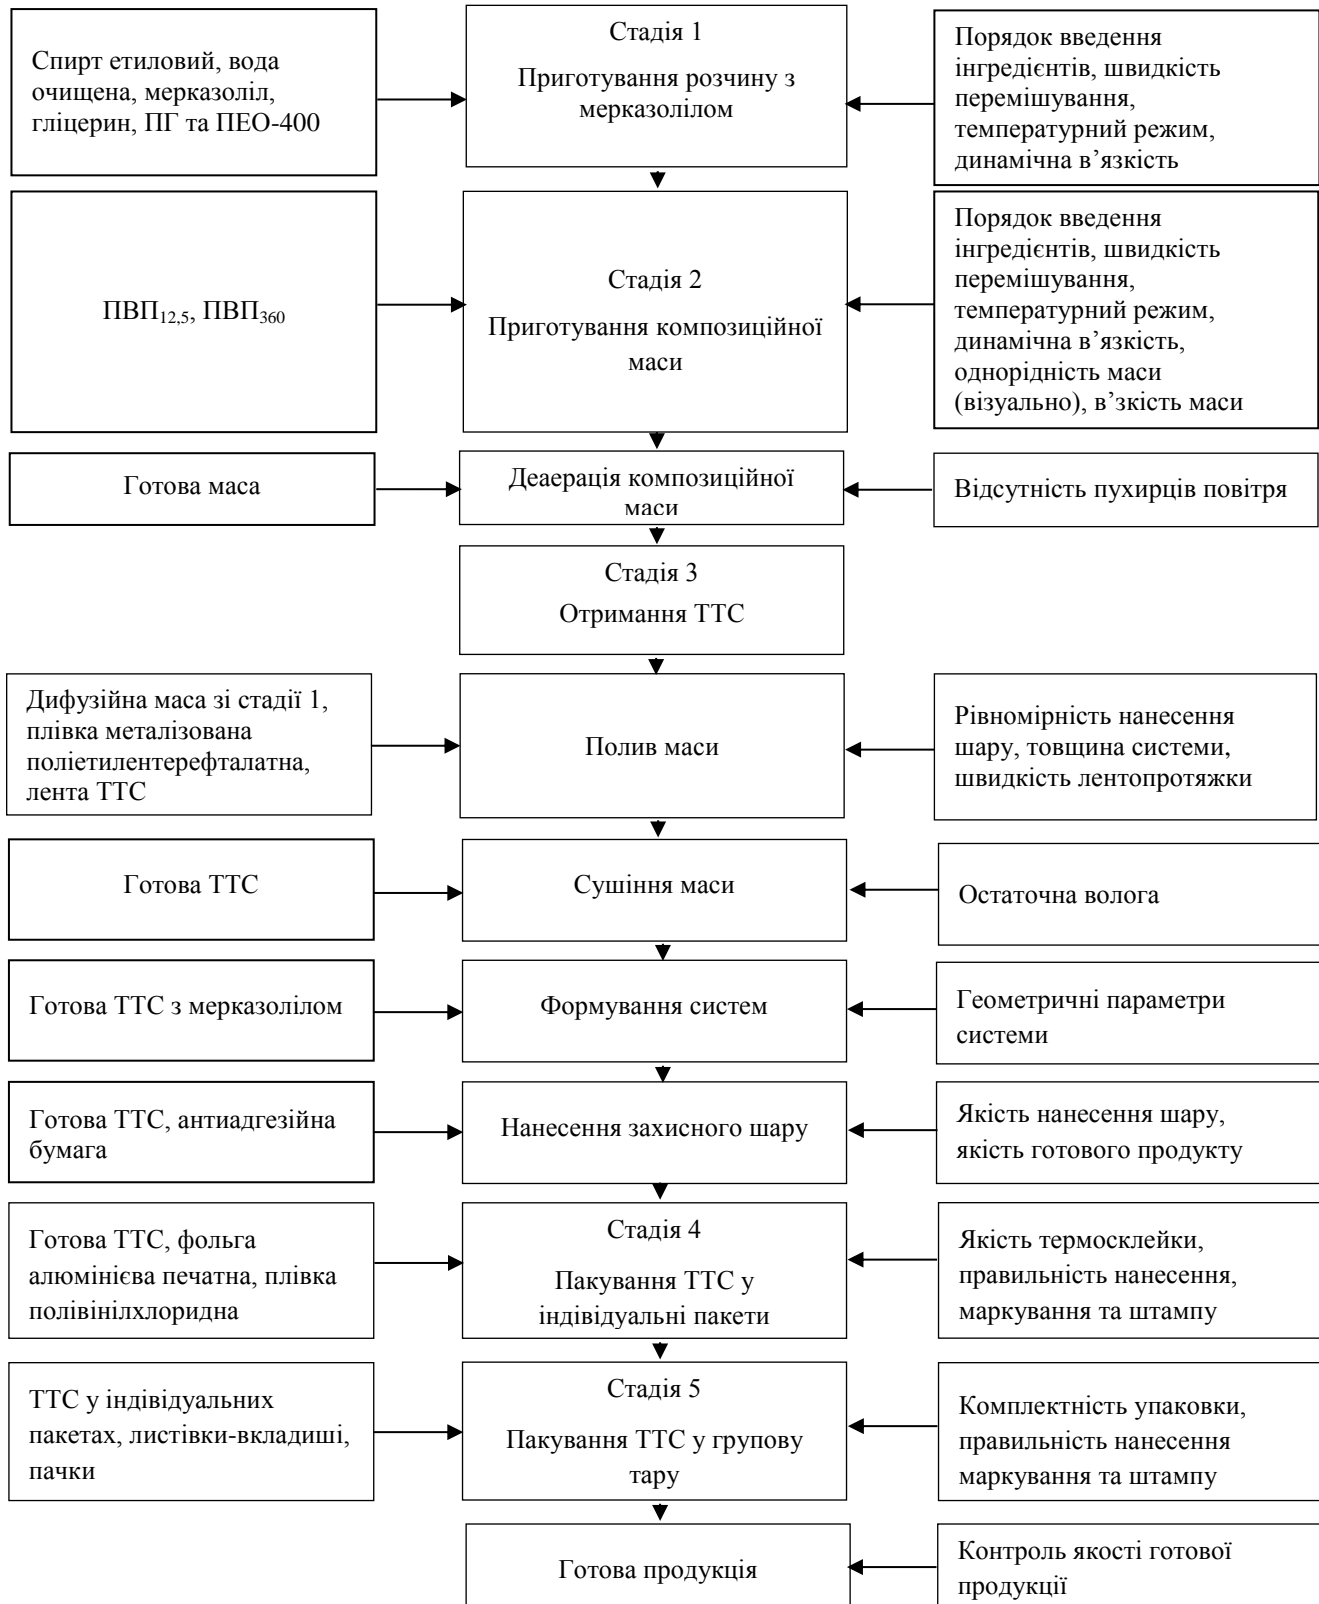 Спирт етиловий, вода
очищена, мерказоліл,
гліцерин, ПГ та ПЕО-400
Стадія 1
Приготування розчину з
мерказолілом
Порядок введення
інгредієнтів, швидкість
перемішування,
температурний режим,
динамічна в’язкість
ПВП12,5, ПВП360
Стадія 2
Приготування композиційної
маси
Порядок введення
інгредієнтів, швидкість
перемішування,
температурний режим,
динамічна в’язкість,
однорідність маси
(візуально), в’зкість маси
Готова маса
Деаерація композиційної
маси
Відсутність пухирців повітря
Стадія 3
Отримання ТТС
Дифузійна маса зі стадії 1,
плівка металізована
поліетилентерефталатна,
лента ТТС
Полив маси
Рівномірність нанесення
шару, товщина системи,
швидкість лентопротяжки
Готова ТТС
Сушіння маси
Остаточна волога
Готова ТТС з мерказолілом
Формування систем
Геометричні параметри
системи
Готова ТТС, антиадгезійна
бумага
Нанесення захисного шару
Якість нанесення шару,
якість готового продукту
Готова ТТС, фольга
алюмінієва печатна, плівка
полівінілхлоридна
Стадія 4
Пакування ТТС у
індивідуальні пакети
Якість термосклейки,
правильність нанесення,
маркування та штампу
ТТС у індивідуальних
пакетах, листівки-вкладиші,
пачки
Стадія 5
Пакування ТТС у групову
тару
Комплектність упаковки,
правильність нанесення
маркування та штампу
Готова продукція
Контроль якості готової
продукції